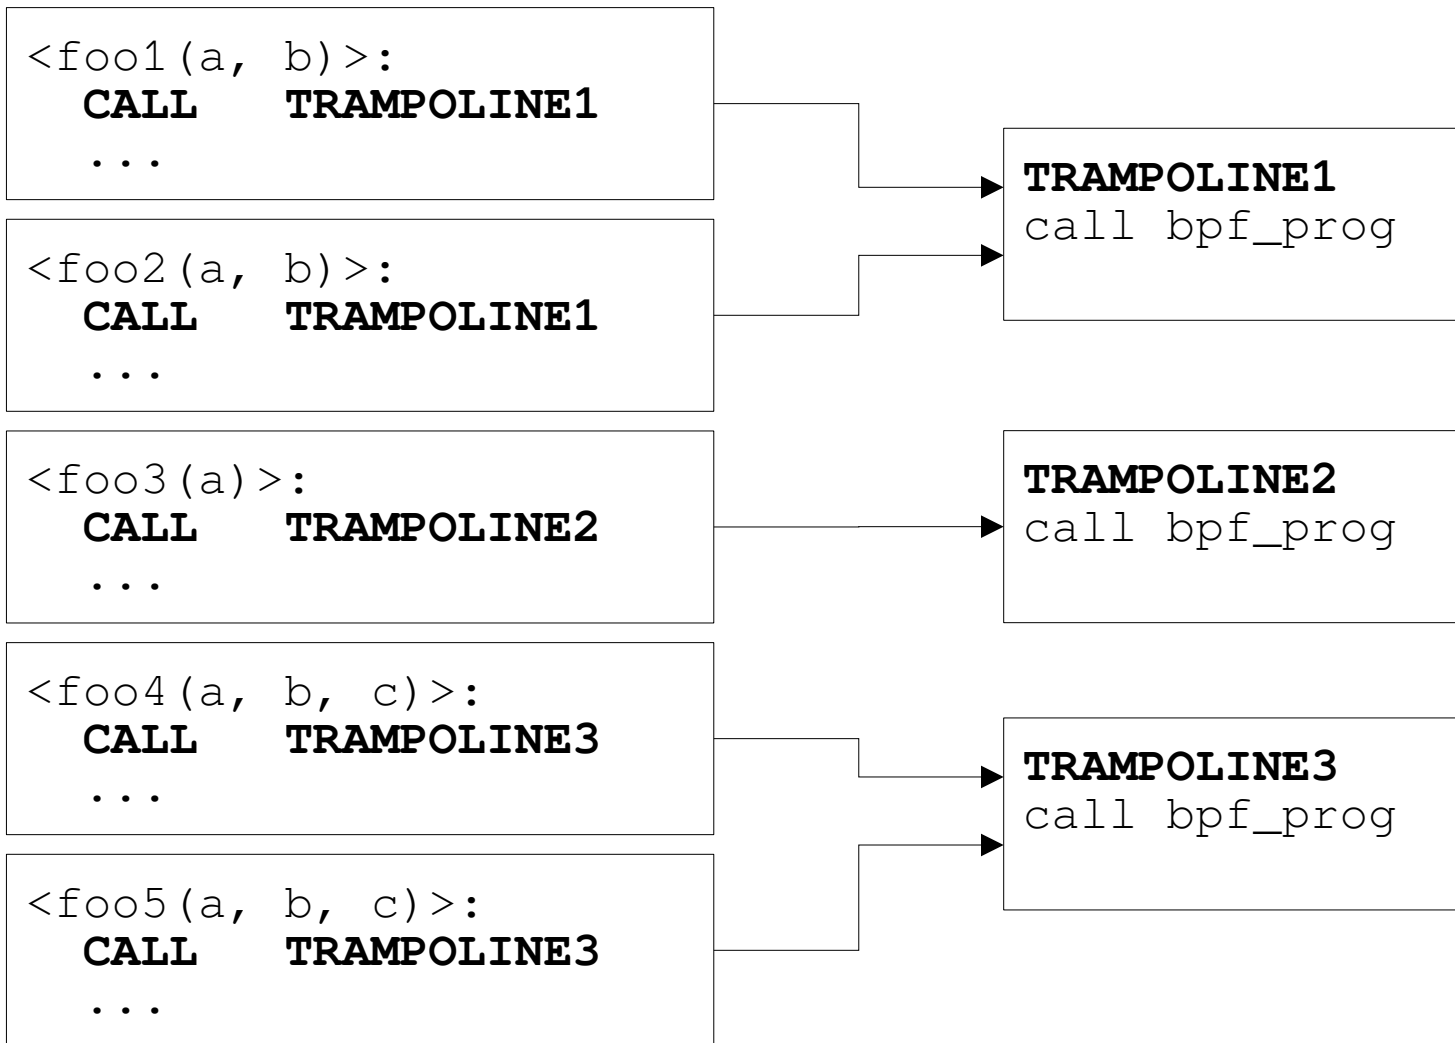 <foo1(a, b)>:
CALL TRAMPOLINE1
...
<foo2(a, b)>:
CALL TRAMPOLINE1
...
<foo3(a)>:
CALL TRAMPOLINE2
...
<foo4(a, b, c)>:
CALL TRAMPOLINE3
...
<foo5(a, b, c)>:
CALL TRAMPOLINE3
...
TRAMPOLINE1
call bpf_prog
TRAMPOLINE2
call bpf_prog
TRAMPOLINE3
call bpf_prog